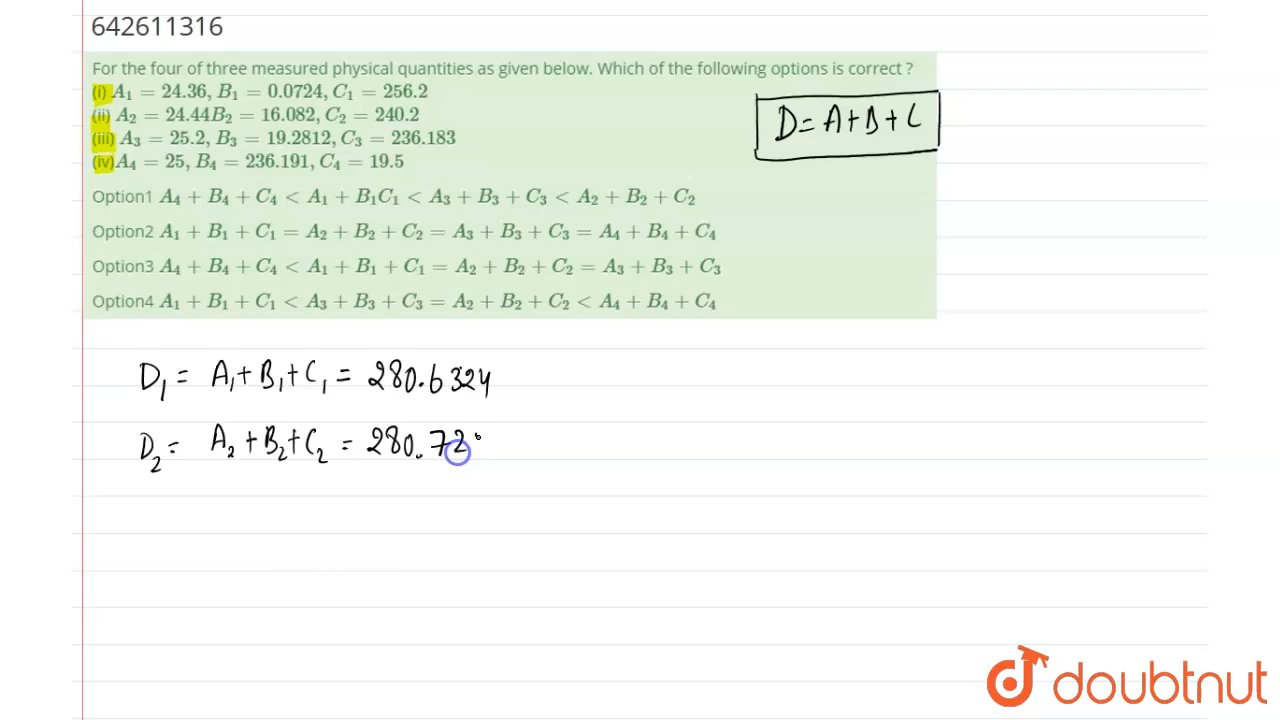 642611316
For the four of three measured physical quantities as given below. Which of the following options is correct ?
(i) A₁ = 24.36, B₁ = 0.0724, C₁ = 256.2
(ii) A₂ = 24.44B₂ = 16.082, C₂ = 240.2
(iii) A₃ = 25.2, B₃ = 19.2812, C₃ = 236.183
(iv) A₄ = 25, B₄ = 236.191, C₄ = 19.5
D = A + B + C
Option1 A₄ + B₄ + C₄ < A₁ + B₁C₁ < A₃ + B₃ + C₃ < A₂ + B₂ + C₂
Option2 A₁ + B₁ + C₁ = A₂ + B₂ + C₂ = A₃ + B₃ + C₃ = A₄ + B₄ + C₄
Option3 A₄ + B₄ + C₄ < A₁ + B₁ + C₁ = A₂ + B₂ + C₂ = A₃ + B₃ + C₃
Option4 A₁ + B₁ + C₁ < A₃ + B₃ + C₃ = A₂ + B₂ + C₂ < A₄ + B₄ + C₄
D₁ = A₁ + B₁ + C₁ = 280.6324
D₂ = A₂ + B₂ + C₂ = 280.72
doubtnut